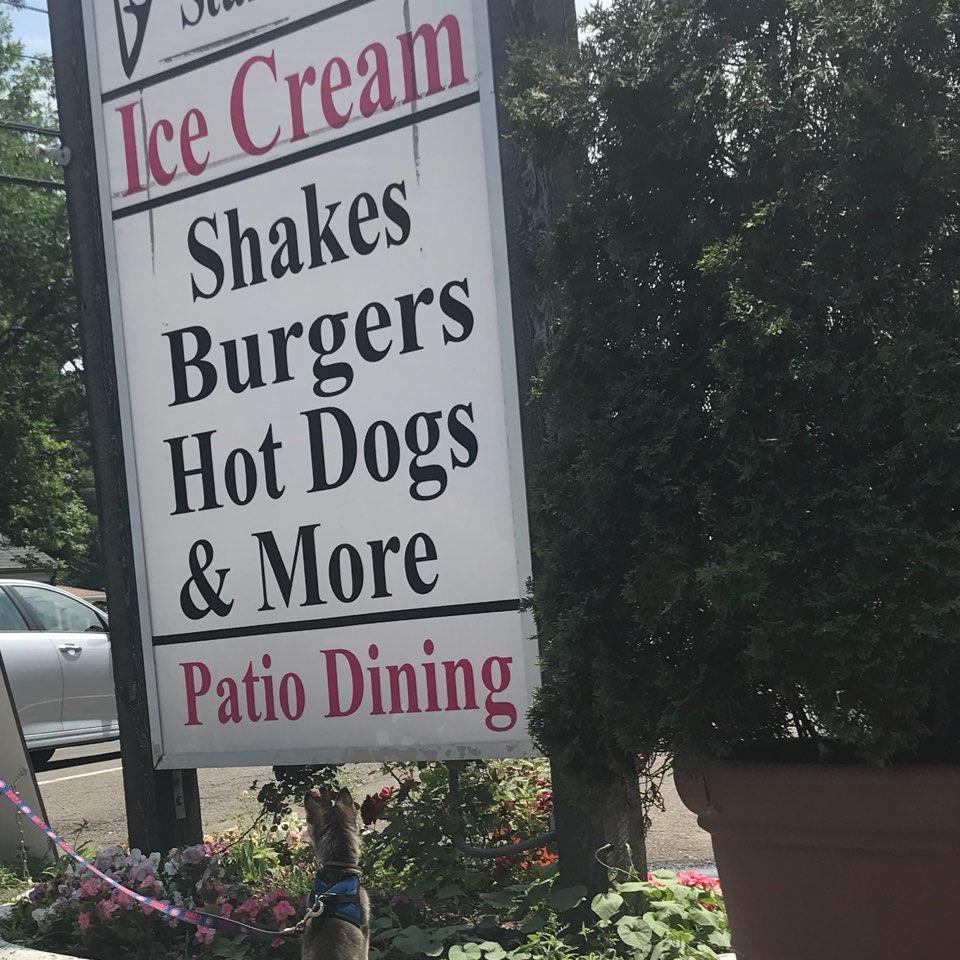 Ice Cream
Shakes
Burgers
Hot Dogs
& More
Patio Dining